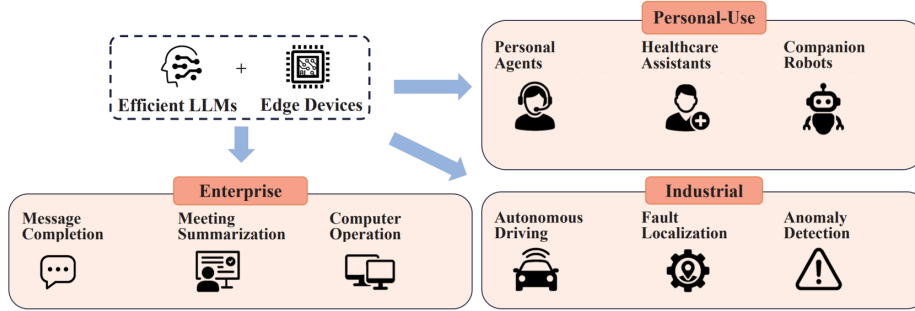 Efficient LLMs + Edge Devices
Personal-Use
Personal Agents
Healthcare Assistants
Companion Robots
Enterprise
Message Completion
Meeting Summarization
Computer Operation
Industrial
Autonomous Driving
Fault Localization
Anomaly Detection